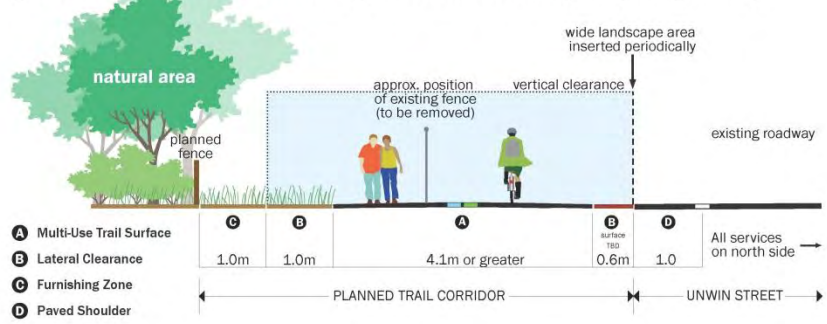 wide landscape area
inserted periodically
natural area
approx. position
of existing fence
(to be removed)
vertical clearance
planned
fence
existing roadway
A Multi-Use Trail Surface
B Lateral Clearance
C Furnishing Zone
D Paved Shoulder
C
B
A
B
surface
TBD
D
1.0m
1.0m
4.1m or greater
0.6m
1.0
All services
on north side
PLANNED TRAIL CORRIDOR
UNWIN STREET